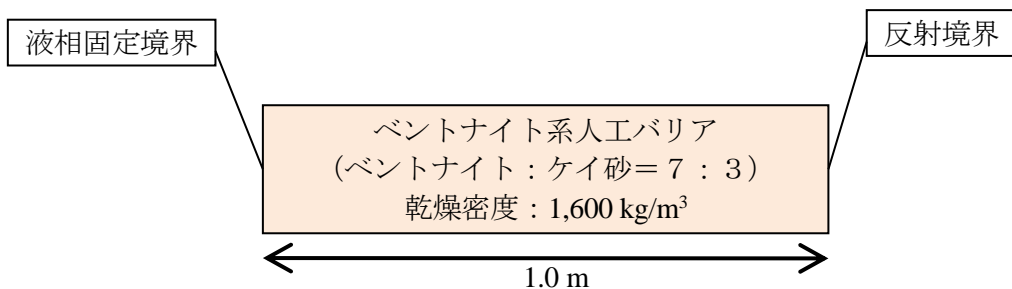 液相固定境界
反射境界
ベントナイト系人工バリア
（ベントナイト：ケイ砂＝７：３）
乾燥密度：1,600 kg/m³
1.0 m